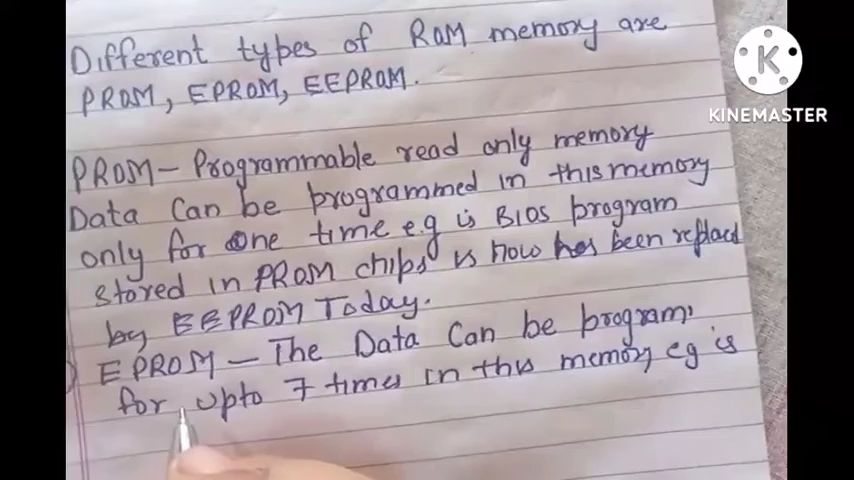 Different types of ROM memory are
PROM, EPROM, EEPROM.
PROM - Programmable read only memory
Data Can be programmed in this memory
only for one time e.g is BIOS program
stored in PROM chips is now has been replacd
by EEPROM Today.
EPROM - The Data Can be program
for upto 7 times in this memory eg is
K
KINEMASTER